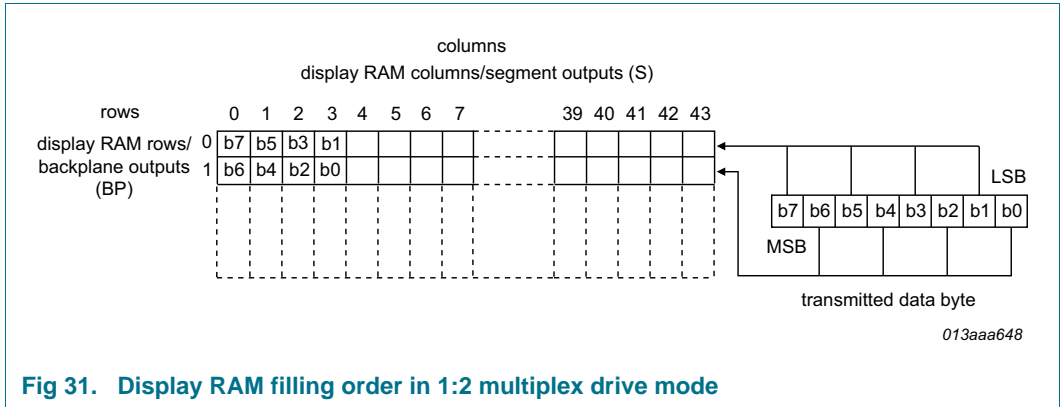 columns
display RAM columns/segment outputs (S)
rows 0 1 2 3 4 5 6 7 39 40 41 42 43
display RAM rows/ 0 b7 b5 b3 b1
backplane outputs 1 b6 b4 b2 b0
(BP)
LSB
b7 b6 b5 b4 b3 b2 b1 b0
MSB
transmitted data byte
013aaa648
Fig 31. Display RAM filling order in 1:2 multiplex drive mode